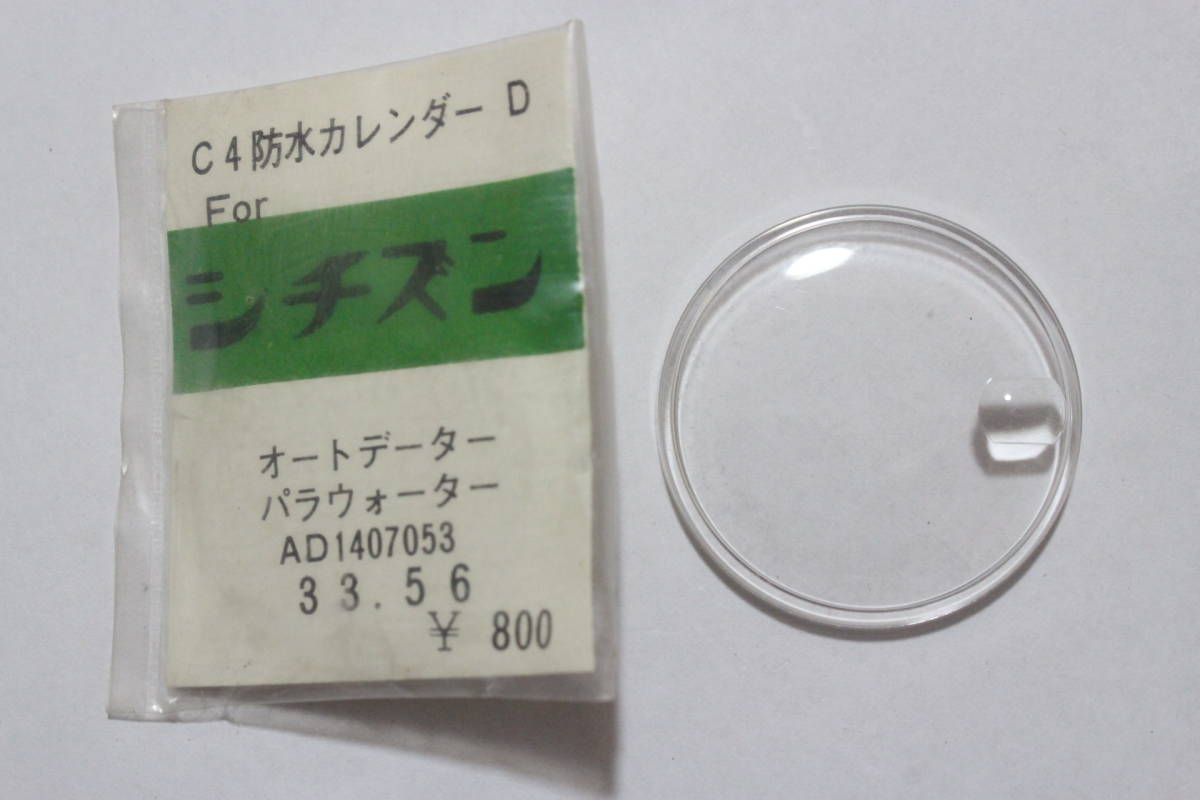 C4防水カレンダー D
For
シチズン
オートデーター
パラウォーター
AD1407053
33.56
¥ 800